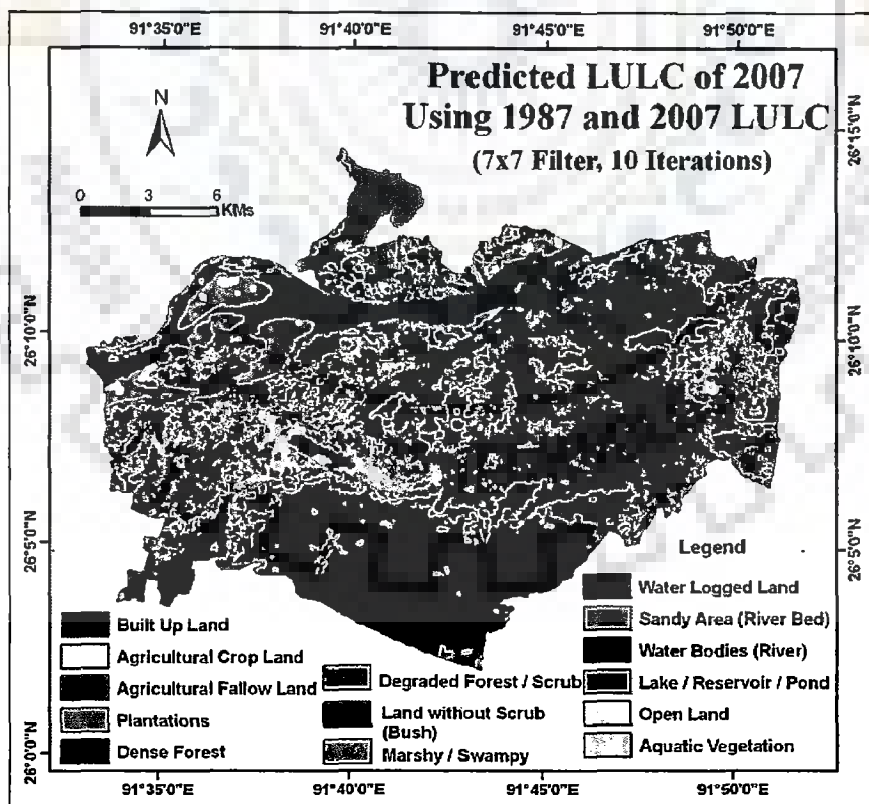 91°35'0"E 91°40'0"E 91°45'0"E 91°50'0"E
Predicted LULC of 2007
Using 1987 and 2007 LULC
(7x7 Filter, 10 Iterations)
N
0 3 6
KMs
26°15'0"N
26°10'0"N 26°10'0"N
26°5'0"N 26°5'0"N
26°0'0"N
Legend
Built Up Land
Agricultural Crop Land
Agricultural Fallow Land
Plantations
Dense Forest
Degraded Forest / Scrub
Land without Scrub
(Bush)
Marshy / Swampy
Water Logged Land
Sandy Area (River Bed)
Water Bodies (River)
Lake / Reservoir / Pond
Open Land
Aquatic Vegetation
91°35'0"E 91°40'0"E 91°45'0"E 91°50'0"E